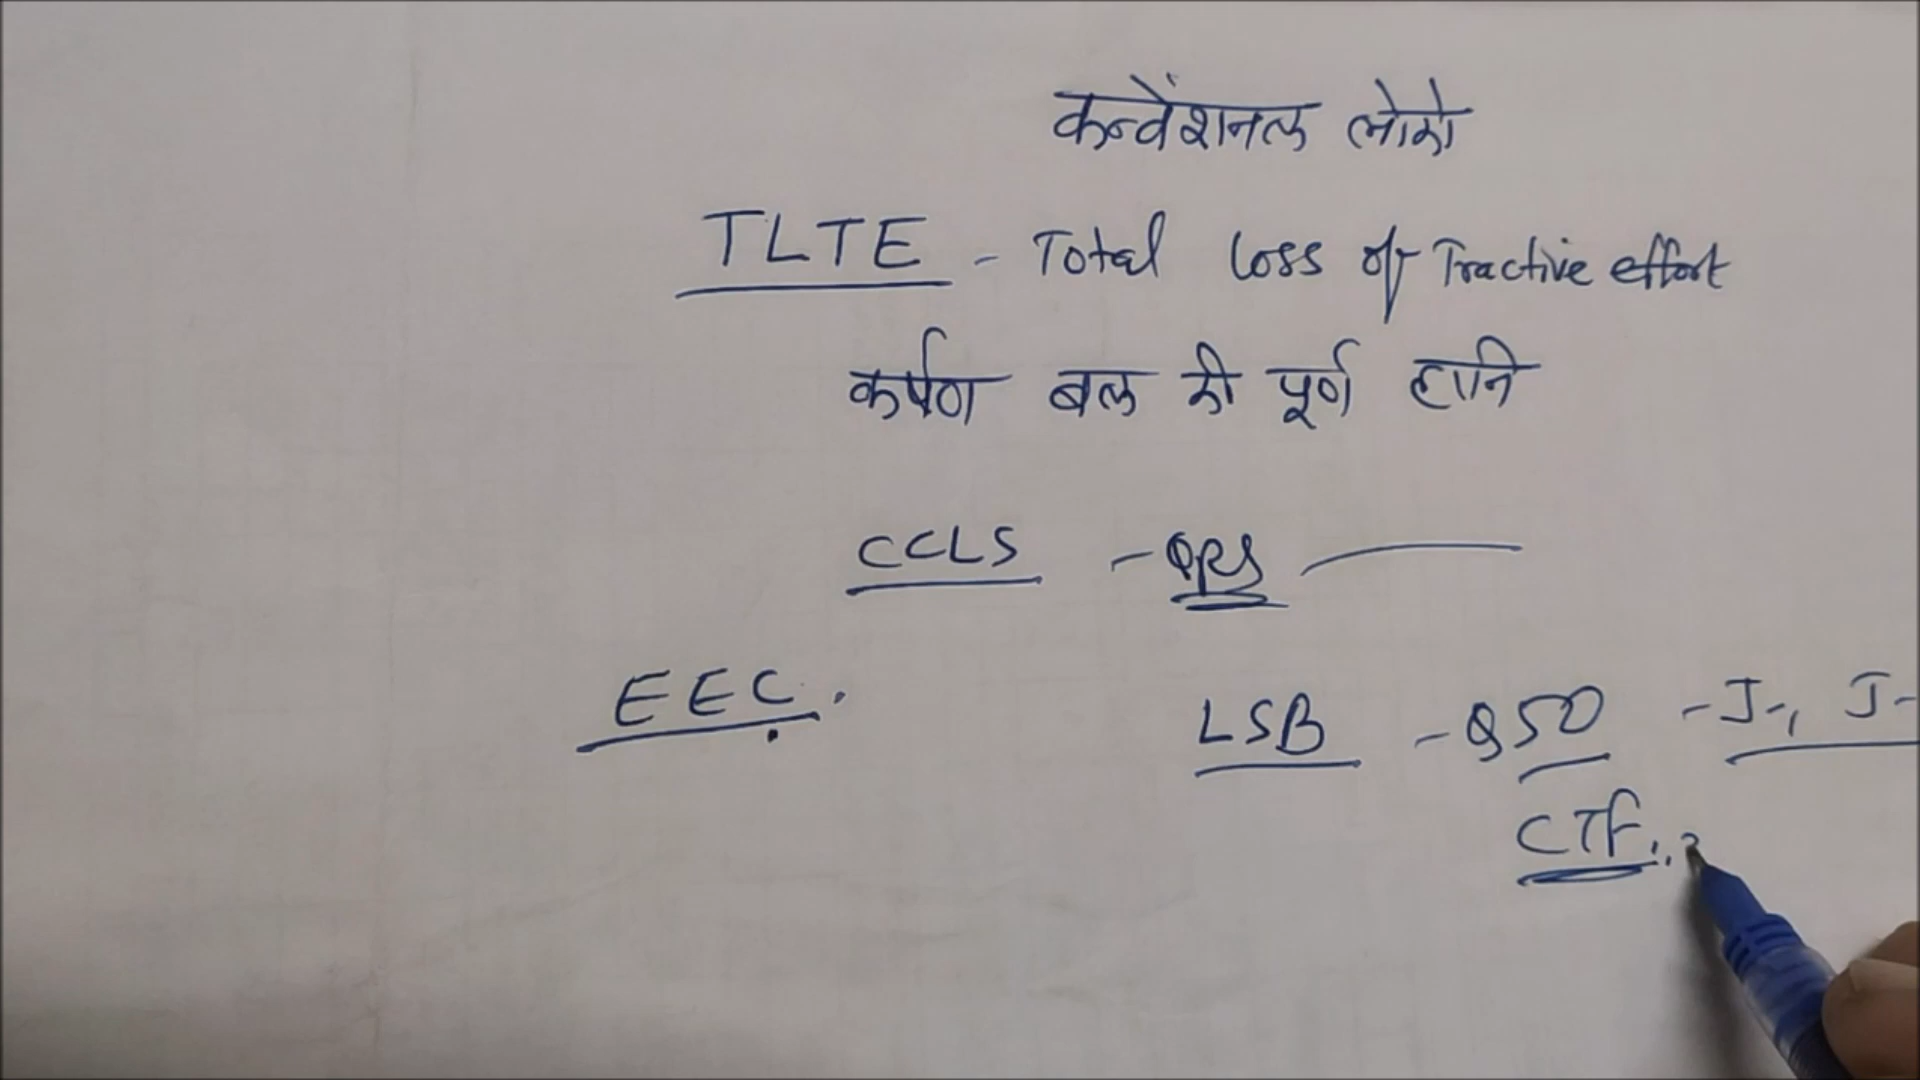 कन्वेंशनल लोको
TLTE - Total Loss of Tractive effort
कर्षण बल की पूर्ण हानि
CCLS -
EEC.
LSB - Q50 - J-, J-
CTF